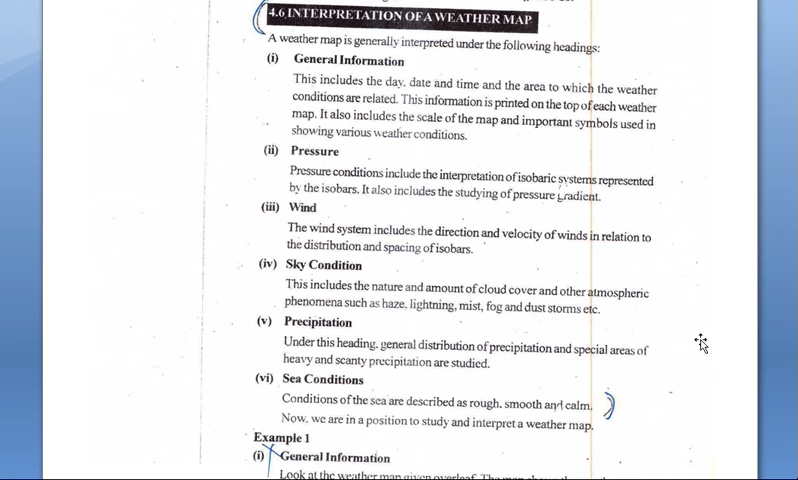 4.6 INTERPRETATION OF A WEATHER MAP
A weather map is generally interpreted under the following headings:
(i) General Information
This includes the day, date and time and the area to which the weather
conditions are related. This information is printed on the top of each weather
map. It also includes the scale of the map and important symbols used in
showing various weather conditions.
(ii) Pressure
Pressure conditions include the interpretation of isobaric systems represented
by the isobars. It also includes the studying of pressure gradient.
(iii) Wind
The wind system includes the direction and velocity of winds in relation to
the distribution and spacing of isobars.
(iv) Sky Condition
This includes the nature and amount of cloud cover and other atmospheric
phenomena such as haze, lightning, mist, fog and dust storms etc.
(v) Precipitation
Under this heading, general distribution of precipitation and special areas of
heavy and scanty precipitation are studied.
(vi) Sea Conditions
Conditions of the sea are described as rough, smooth and calm.
Now, we are in a position to study and interpret a weather map.
Example 1
(i) General Information
Look at the weather map given overleaf. The map